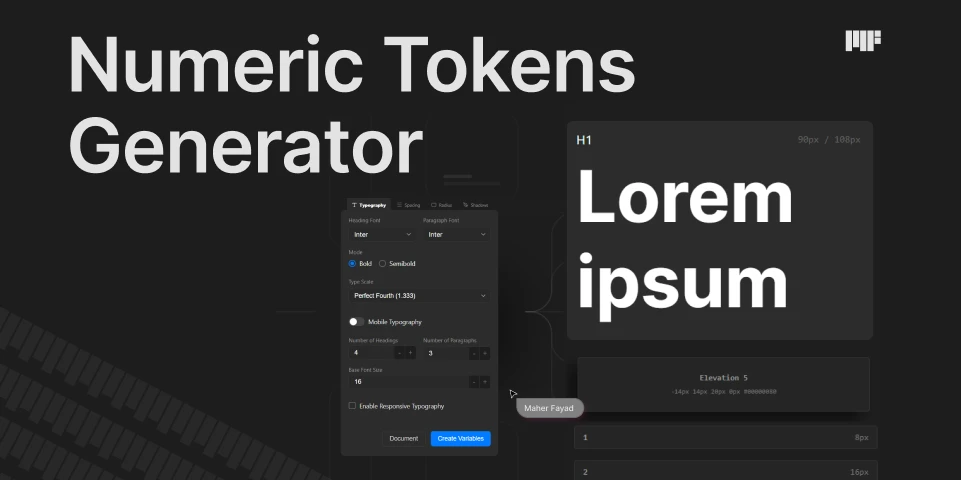 Numeric Tokens
Generator
Typography Spacing Radius Shadows
Heading Font Paragraph Font
Inter Inter
Mode
Bold Semibold
Type Scale
Perfect Fourth (1.333)
Mobile Typography
Number of Headings Number of Paragraphs
4 - + 3 - +
Base Font Size
16 - +
Enable Responsive Typography
Document Create Variables
Maher Fayad
H1 90px / 108px
Lorem
ipsum
Elevation 5
-14px 14px 20px 0px #00000080
1 8px
2 16px